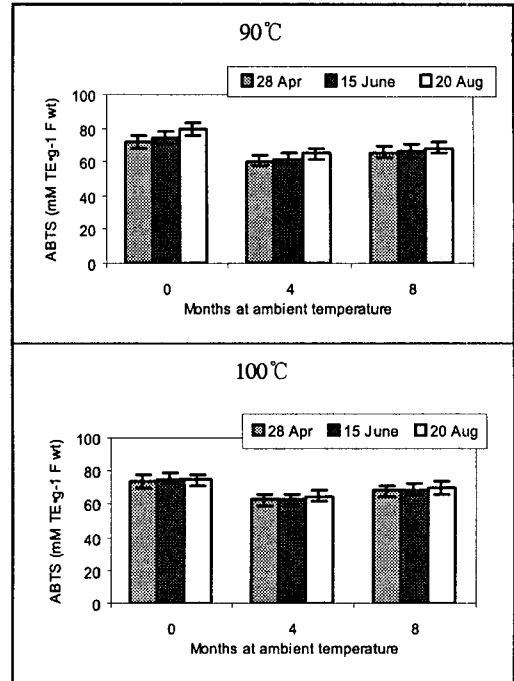 90℃
28 Apr 15 June 20 Aug
ABTS (mM TE•g-1 F wt)
100
80
60
40
20
0
0 4 8
Months at ambient temperature
100℃
28 Apr 15 June 20 Aug
ABTS (mM TE•g-1 F wt)
100
80
60
40
20
0
0 4 8
Months at ambient temperature